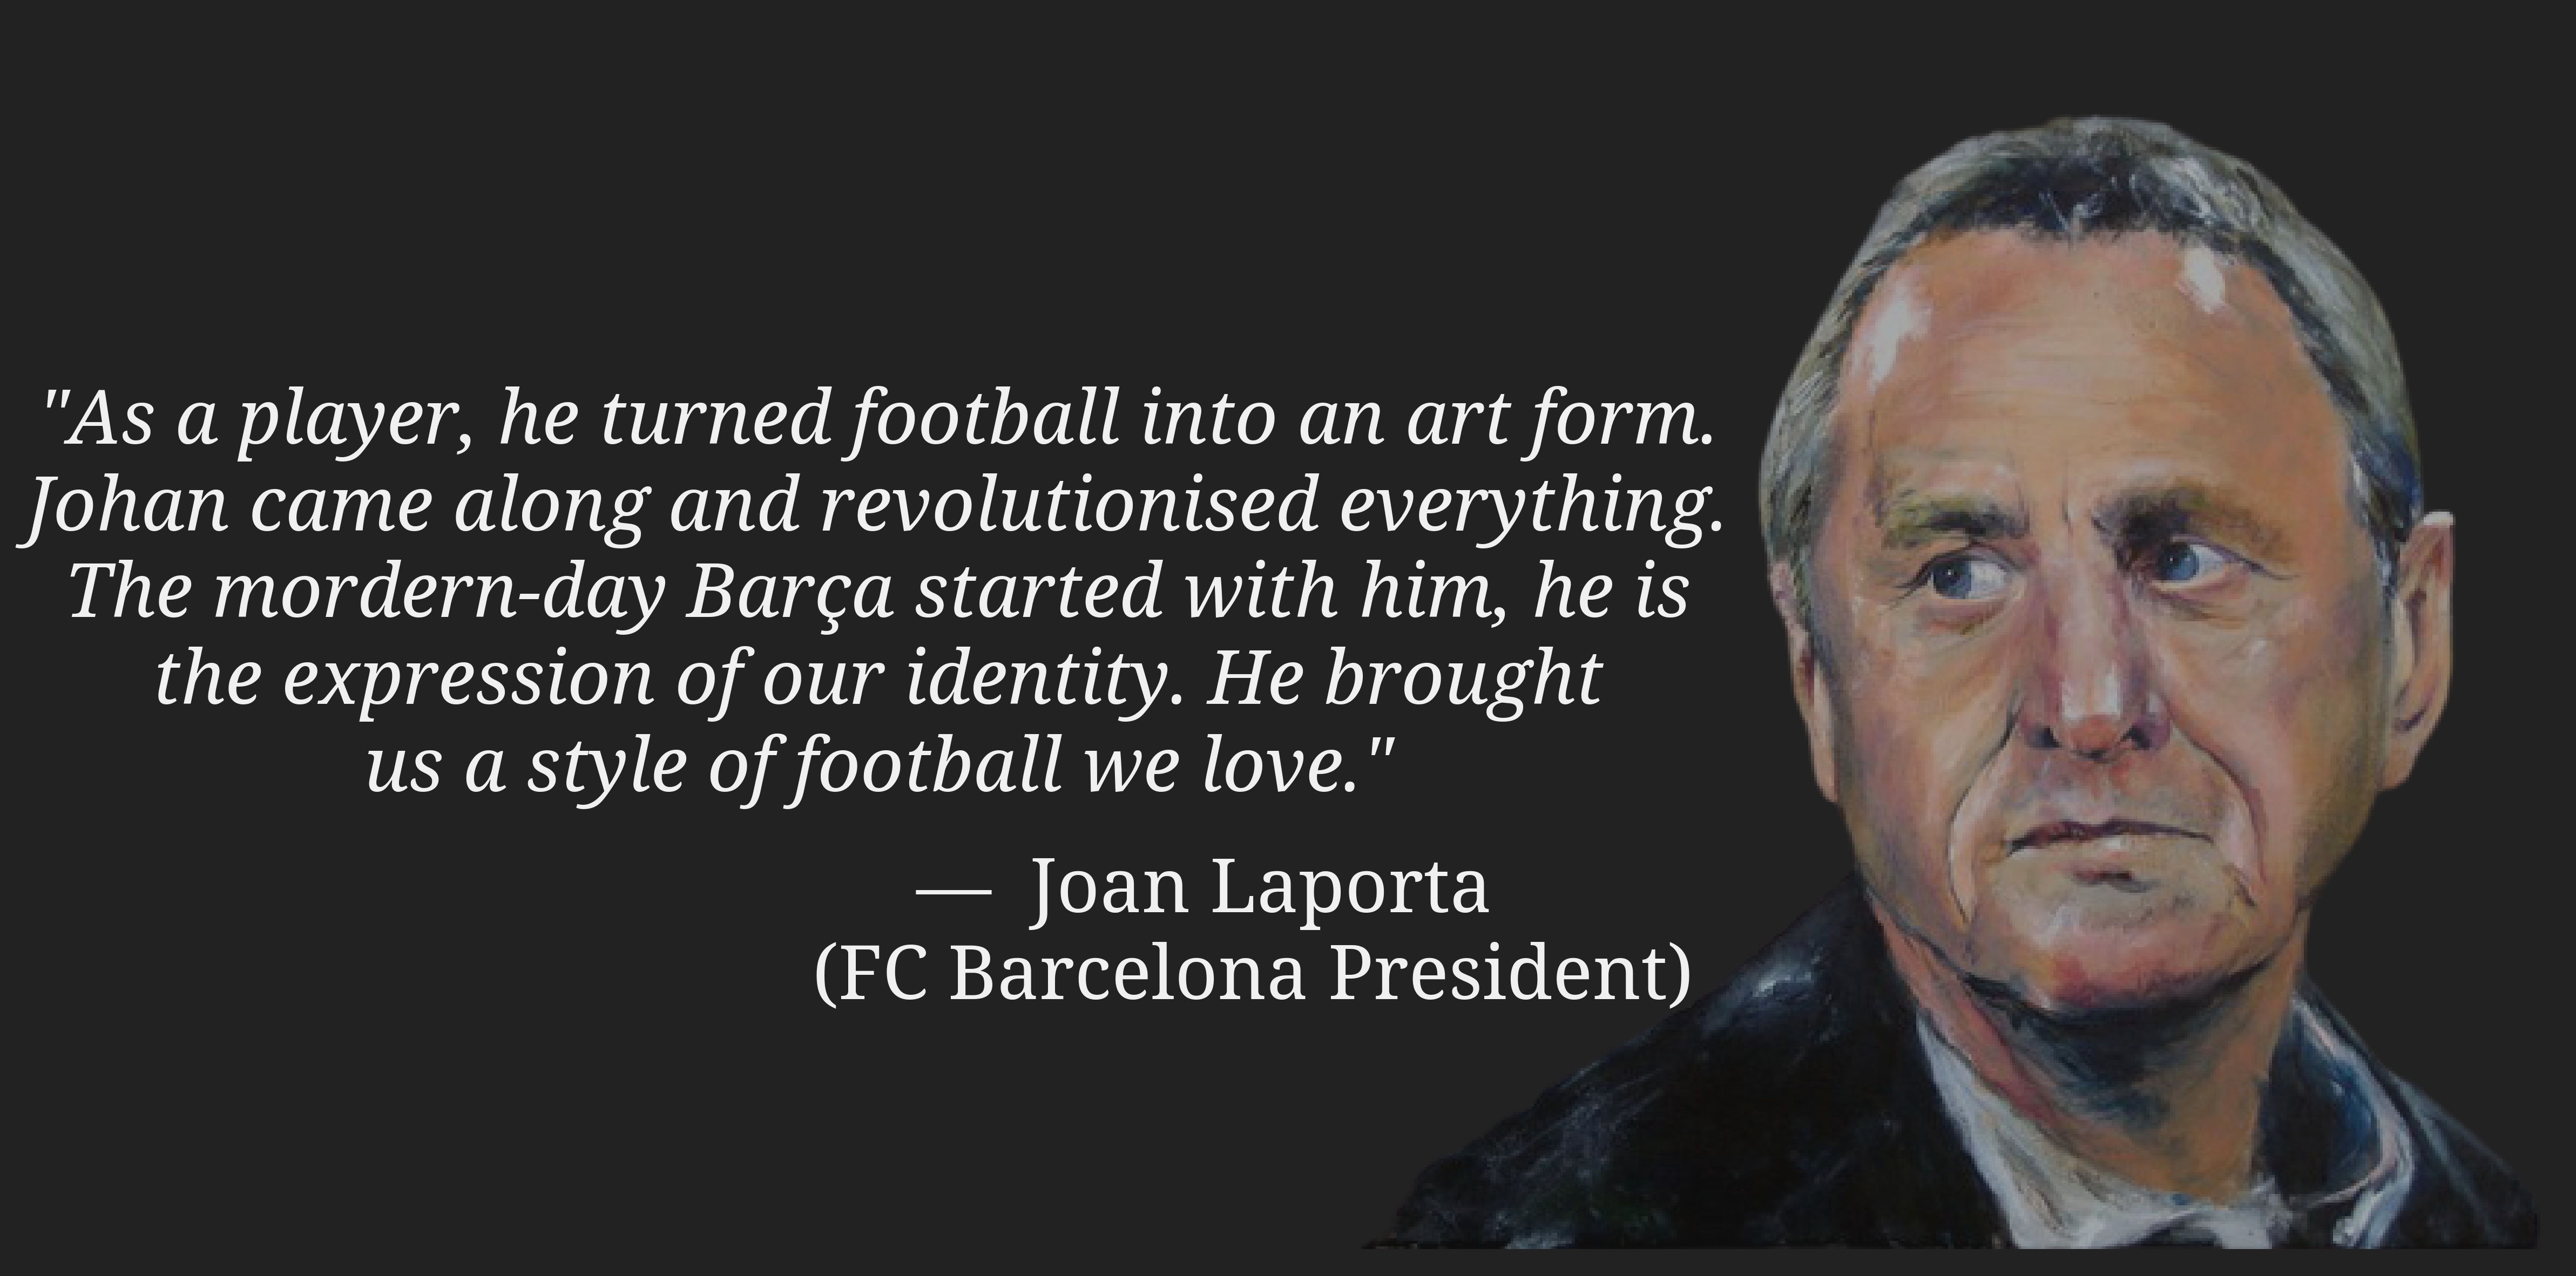 "As a player, he turned football into an art form.
Johan came along and revolutionised everything.
The mordern-day Barça started with him, he is
the expression of our identity. He brought
us a style of football we love."
— Joan Laporta
(FC Barcelona President)